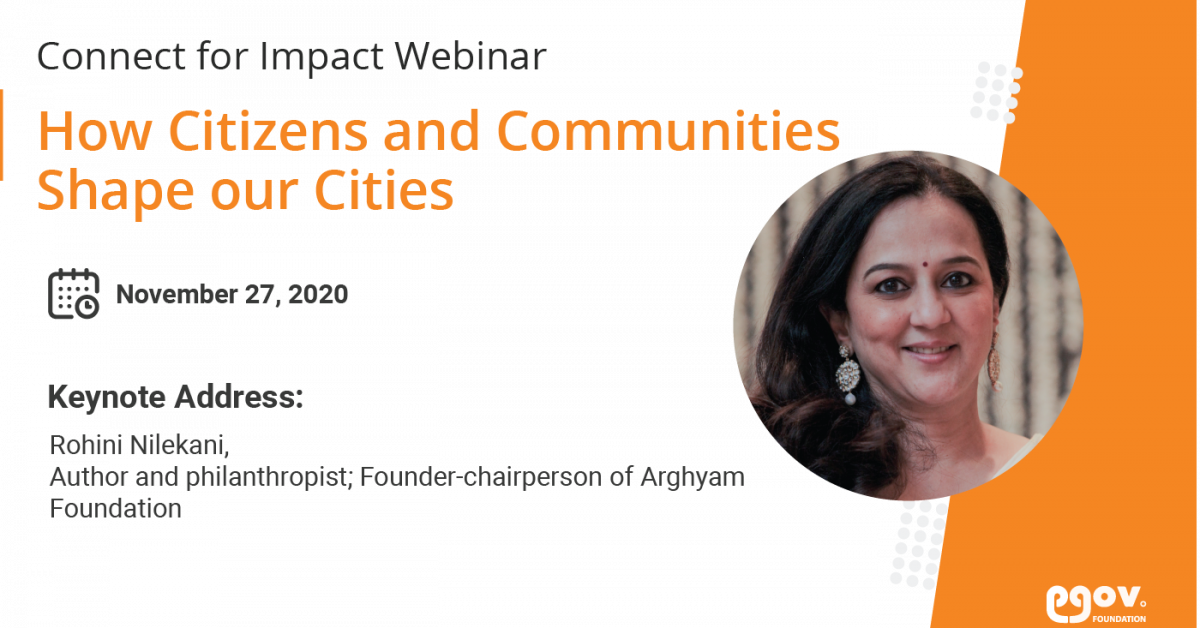 Connect for Impact Webinar
How Citizens and Communities
Shape our Cities
November 27, 2020
Keynote Address:
Rohini Nilekani,
Author and philanthropist; Founder-chairperson of Arghyam
Foundation
egov.
FOUNDATION